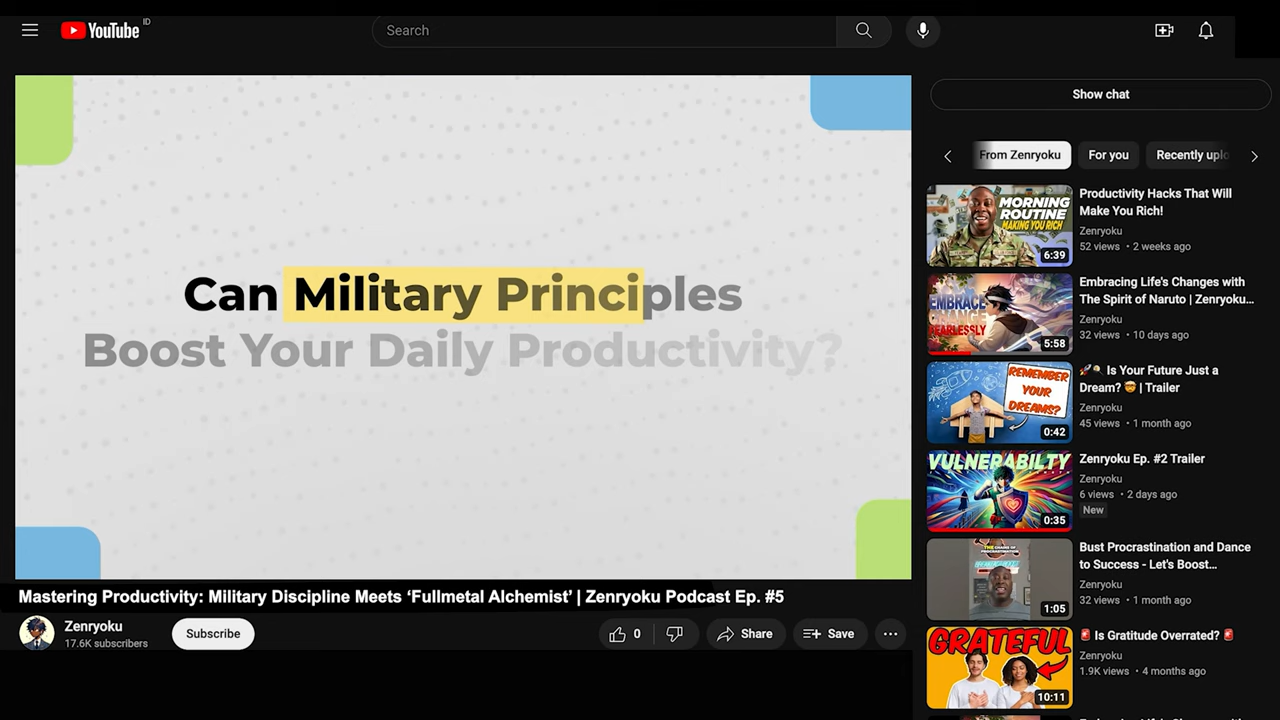 YouTube
ID
Search
Can Military Principles
Boost Your Daily Productivity?
Mastering Productivity: Military Discipline Meets ‘Fullmetal Alchemist’ | Zenryoku Podcast Ep. #5
Zenryoku
17.6K subscribers
Subscribe
0
Share
Save
Show chat
From Zenryoku
For you
Recently uplo
MORNING
ROUTINE
MAKING YOU RICH
6:39
Productivity Hacks That Will
Make You Rich!
Zenryoku
52 views • 2 weeks ago
EMBRACE
CHANGE
FEARLESSLY
5:58
Embracing Life's Changes with
The Spirit of Naruto | Zenryoku...
Zenryoku
32 views • 10 days ago
REMEMBER
YOUR
DREAMS?
0:42
🚀🔭 Is Your Future Just a
Dream? 🤯 | Trailer
Zenryoku
45 views • 1 month ago
VULNERABILTY
0:35
Zenryoku Ep. #2 Trailer
Zenryoku
6 views • 2 days ago
New
1:05
Bust Procrastination and Dance
to Success - Let's Boost...
Zenryoku
32 views • 1 month ago
GRATEFUL
10:11
🚨 Is Gratitude Overrated? 🚨
Zenryoku
1.9K views • 4 months ago